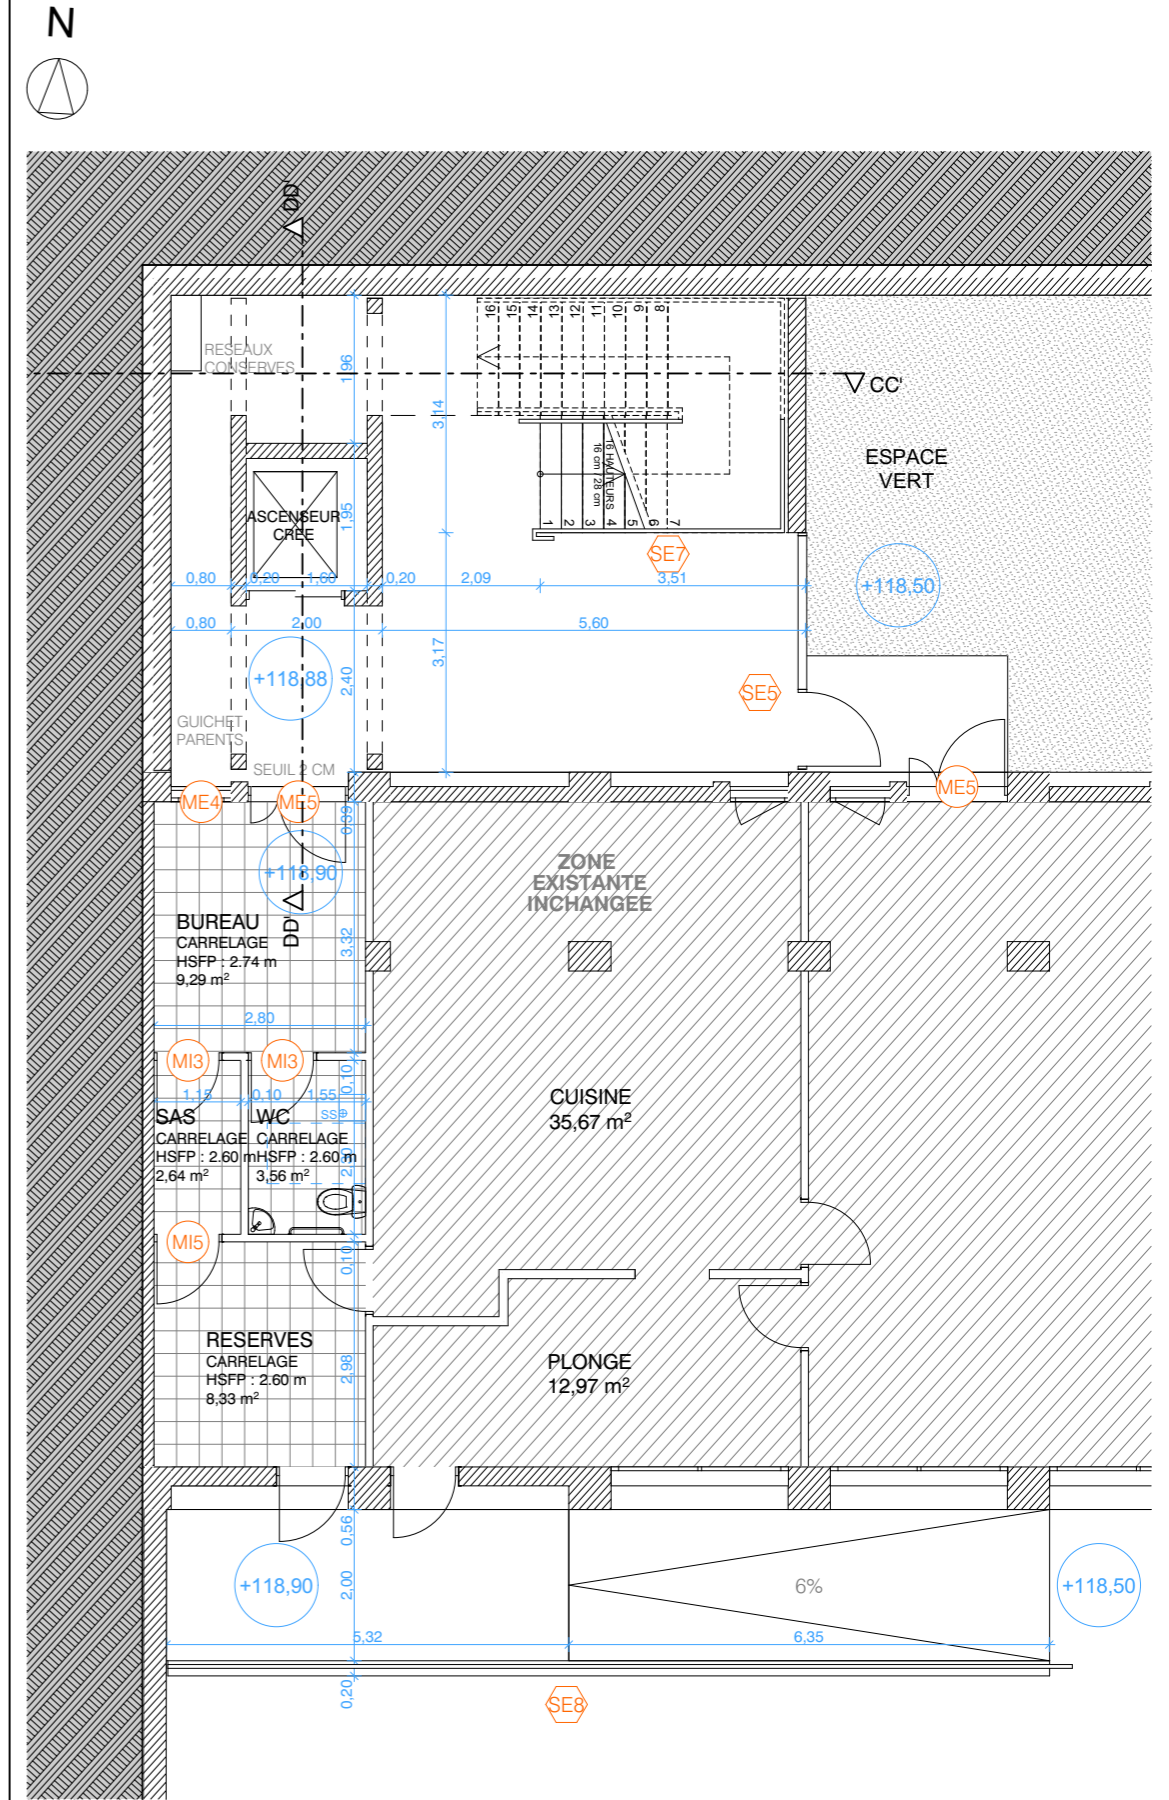 N
DD'
RESEAUX
CONSERVES
1,96
3,14
16
15
14
13
12
11
10
9
8
CC'
ESPACE
VERT
ASCENSEUR
CREE
1,95
16 HAUTEURS
16 cm / 28 cm
1
2
3
4
5
6
7
SE7
0,80
0,20
1,60
0,20
2,09
3,51
+118,50
0,80
2,00
5,60
3,17
+118,88
2,40
SE5
GUICHET
PARENTS
SEUIL 2 CM
ME4
ME5
ME5
0,39
+118,90
ZONE
EXISTANTE
INCHANGEE
DD'
BUREAU
CARRELAGE
HSFP : 2.74 m
9,29 m²
3,32
2,80
MI3
MI3
0,10
1,15
0,10
1,55
SS
SAS
CARRELAGE
HSFP : 2.60 m
2,64 m²
WC
CARRELAGE
HSFP : 2.60 m
3,56 m²
CUISINE
35,67 m²
MI5
0,10
RESERVES
CARRELAGE
HSFP : 2.60 m
8,33 m²
2,98
PLONGE
12,97 m²
0,56
+118,90
2,00
6%
+118,50
5,32
6,35
0,20
SE8